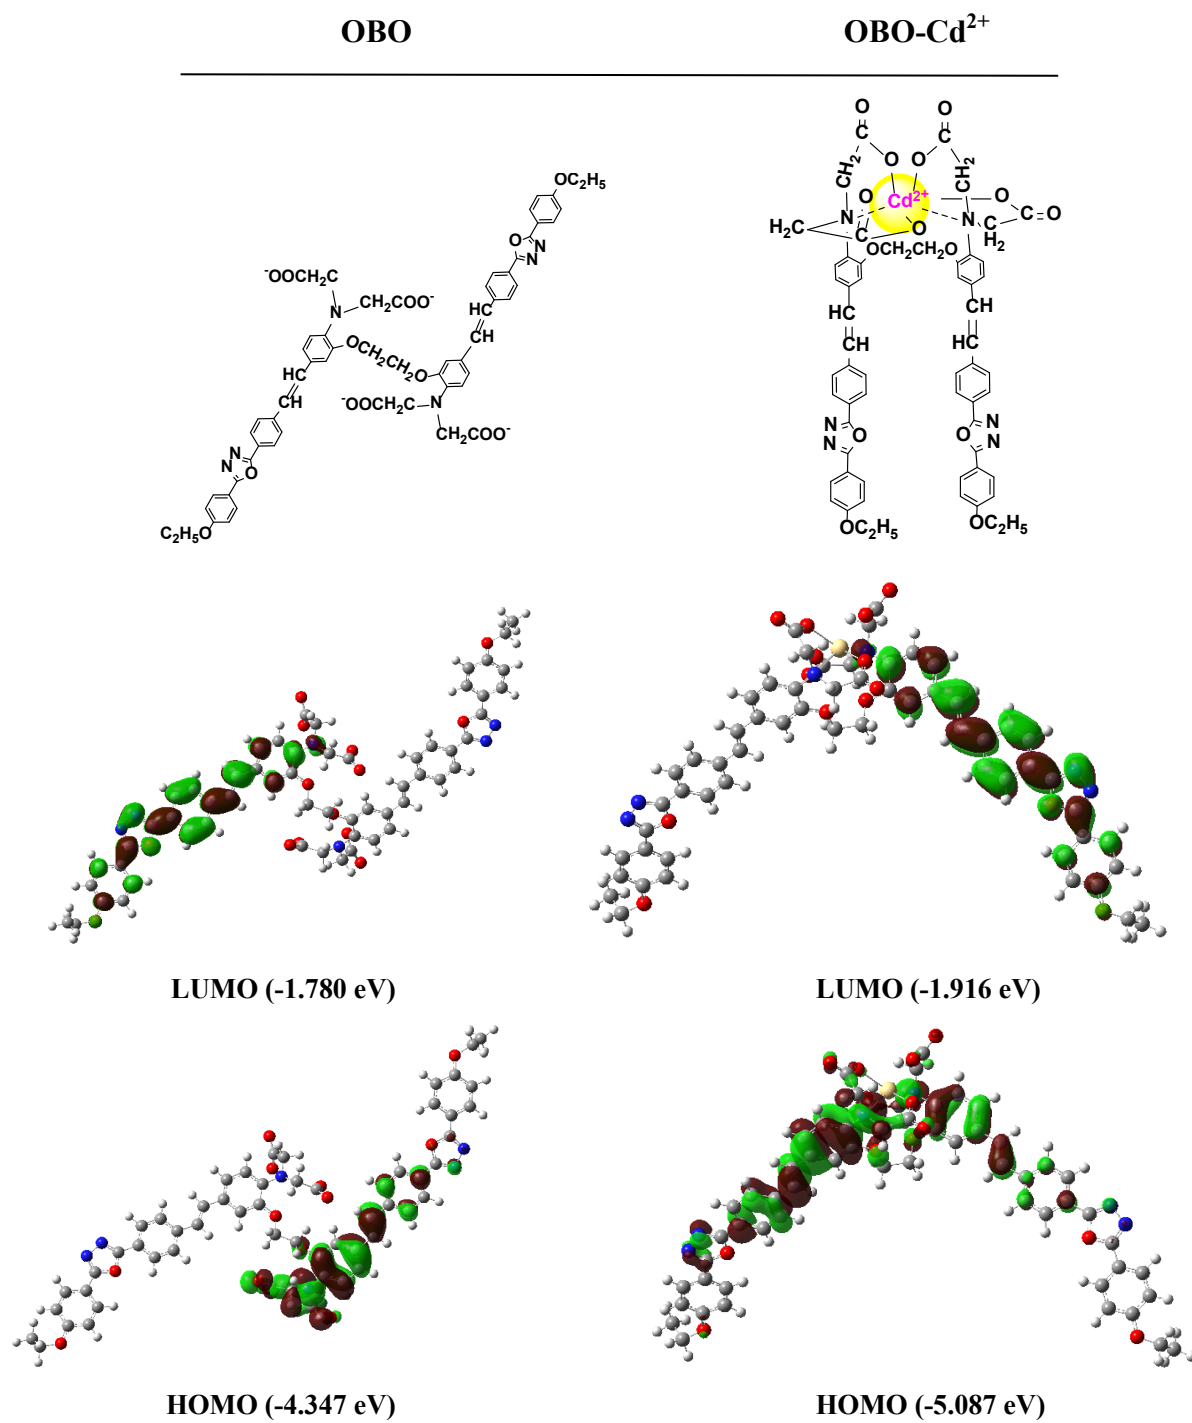 OBO OBO-Cd²⁺
OC₂H₅
O
N
N
⁻OOCH₂C
N
CH₂COO⁻
HC
CH
OCH₂CH₂O
HC
CH
⁻OOCH₂C
N
CH₂COO⁻
N
N
O
C₂H₅O
O O
C C
O O
CH₂ CH₂
O Cd²⁺ O
N N C O
H₂C C O C
H₂
OCH₂CH₂O
HC CH
CH HC
N N
N O O N
OC₂H₅ OC₂H₅
LUMO (-1.780 eV) LUMO (-1.916 eV)
HOMO (-4.347 eV) HOMO (-5.087 eV)